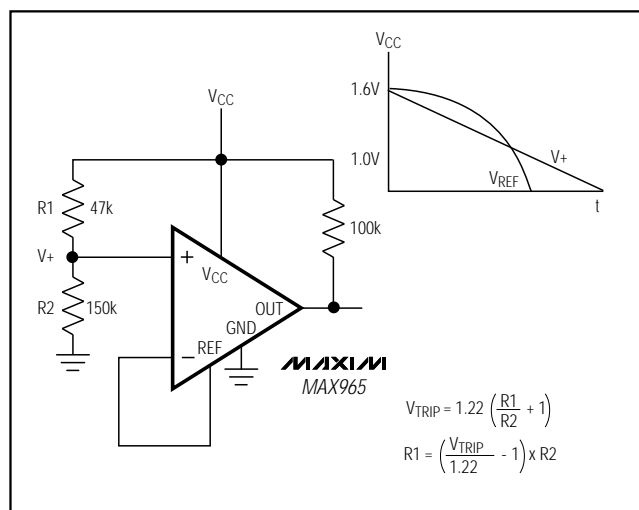 VCC
1.6V
1.0V
V+
VREF
t
VCC
R1 47k
V+
R2 150k
100k
+
VCC
OUT
GND
− REF
MAXIM
MAX965
VTRIP = 1.22 (R1/R2 + 1)
R1 = (VTRIP/1.22 - 1) x R2